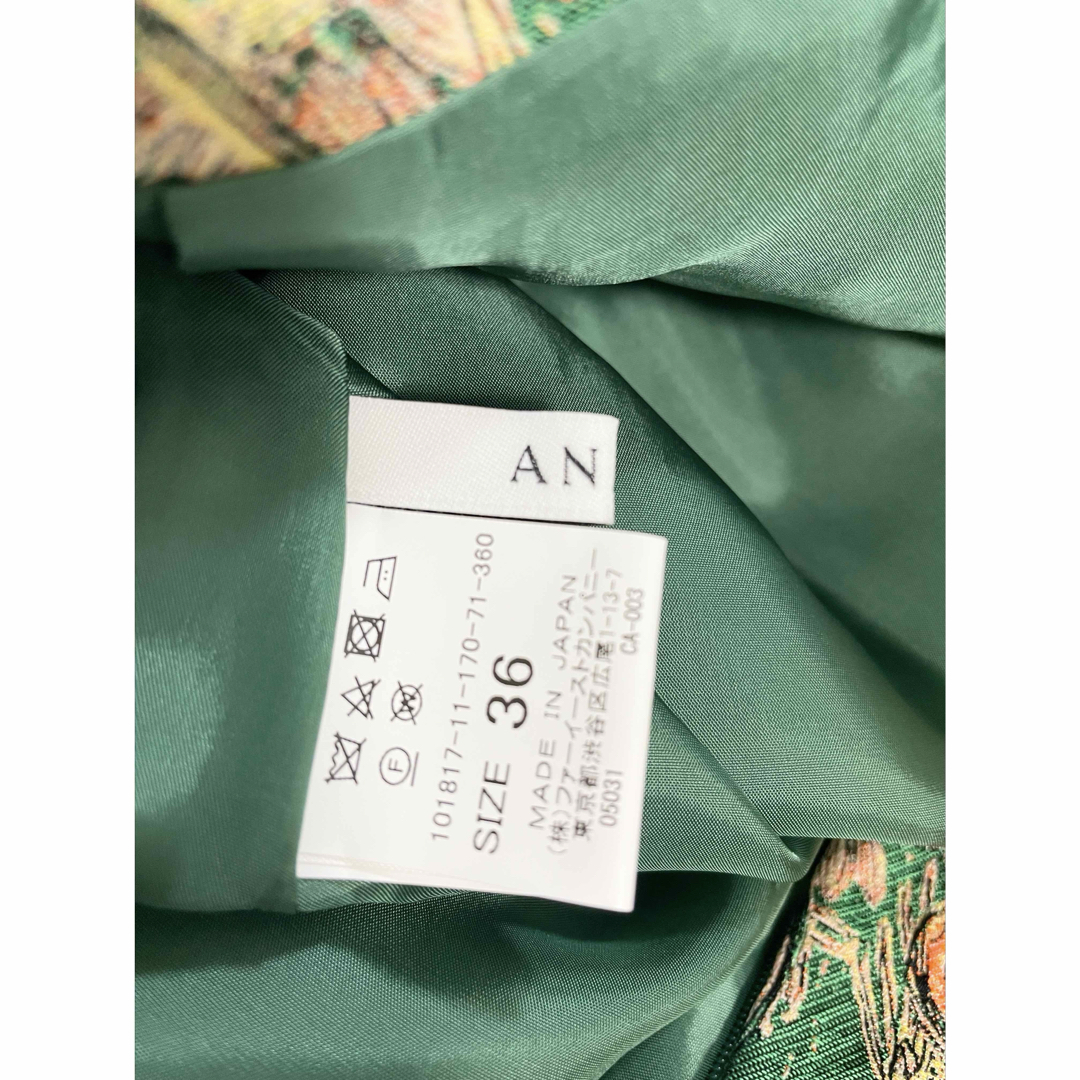 AN
F
101817-11-170-71-360
SIZE 36
MADE IN JAPAN
(株)ファーイーストカンパニー
東京都渋谷区広尾1-13-7
05031 CA-003